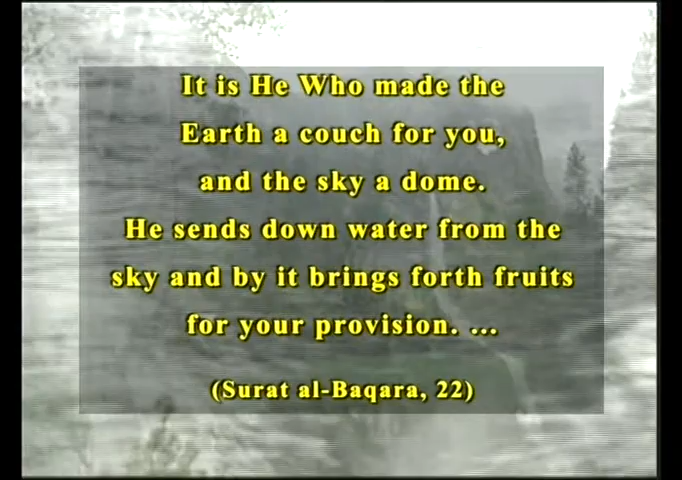 It is He Who made the
Earth a couch for you,
and the sky a dome.
He sends down water from the
sky and by it brings forth fruits
for your provision. ...
(Surat al-Baqara, 22)